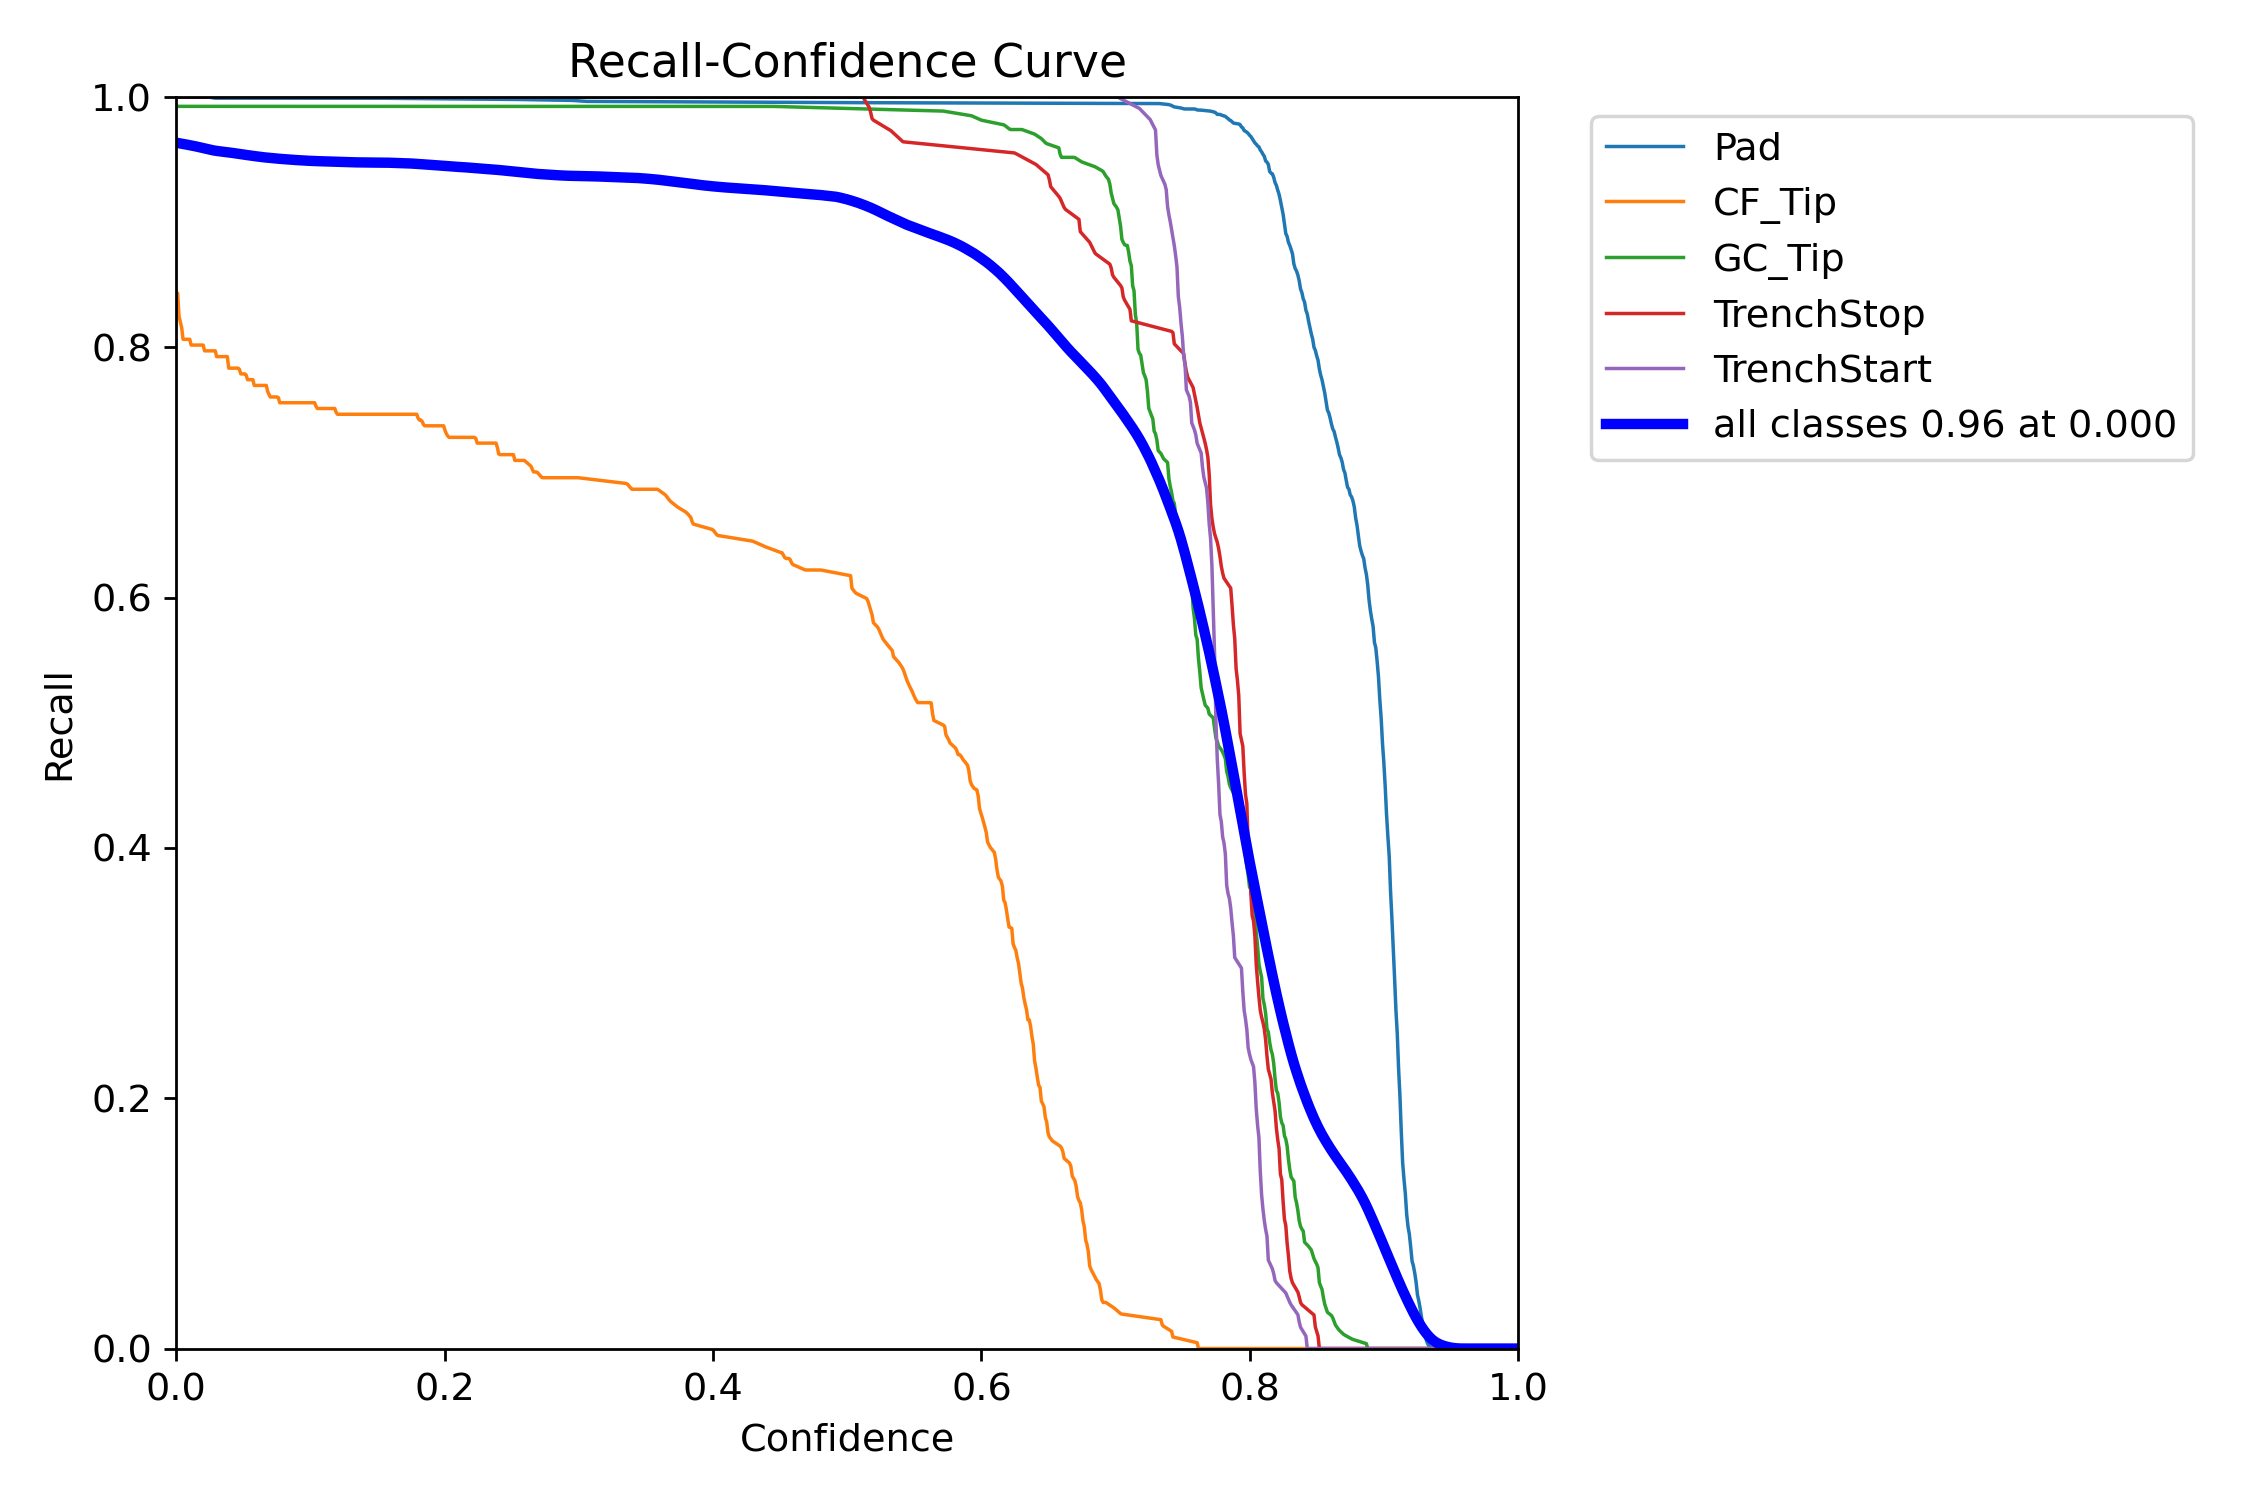 Recall-Confidence Curve
Recall
1.0
0.8
0.6
0.4
0.2
0.0
0.0 0.2 0.4 0.6 0.8 1.0
Confidence
Pad
CF_Tip
GC_Tip
TrenchStop
TrenchStart
all classes 0.96 at 0.000